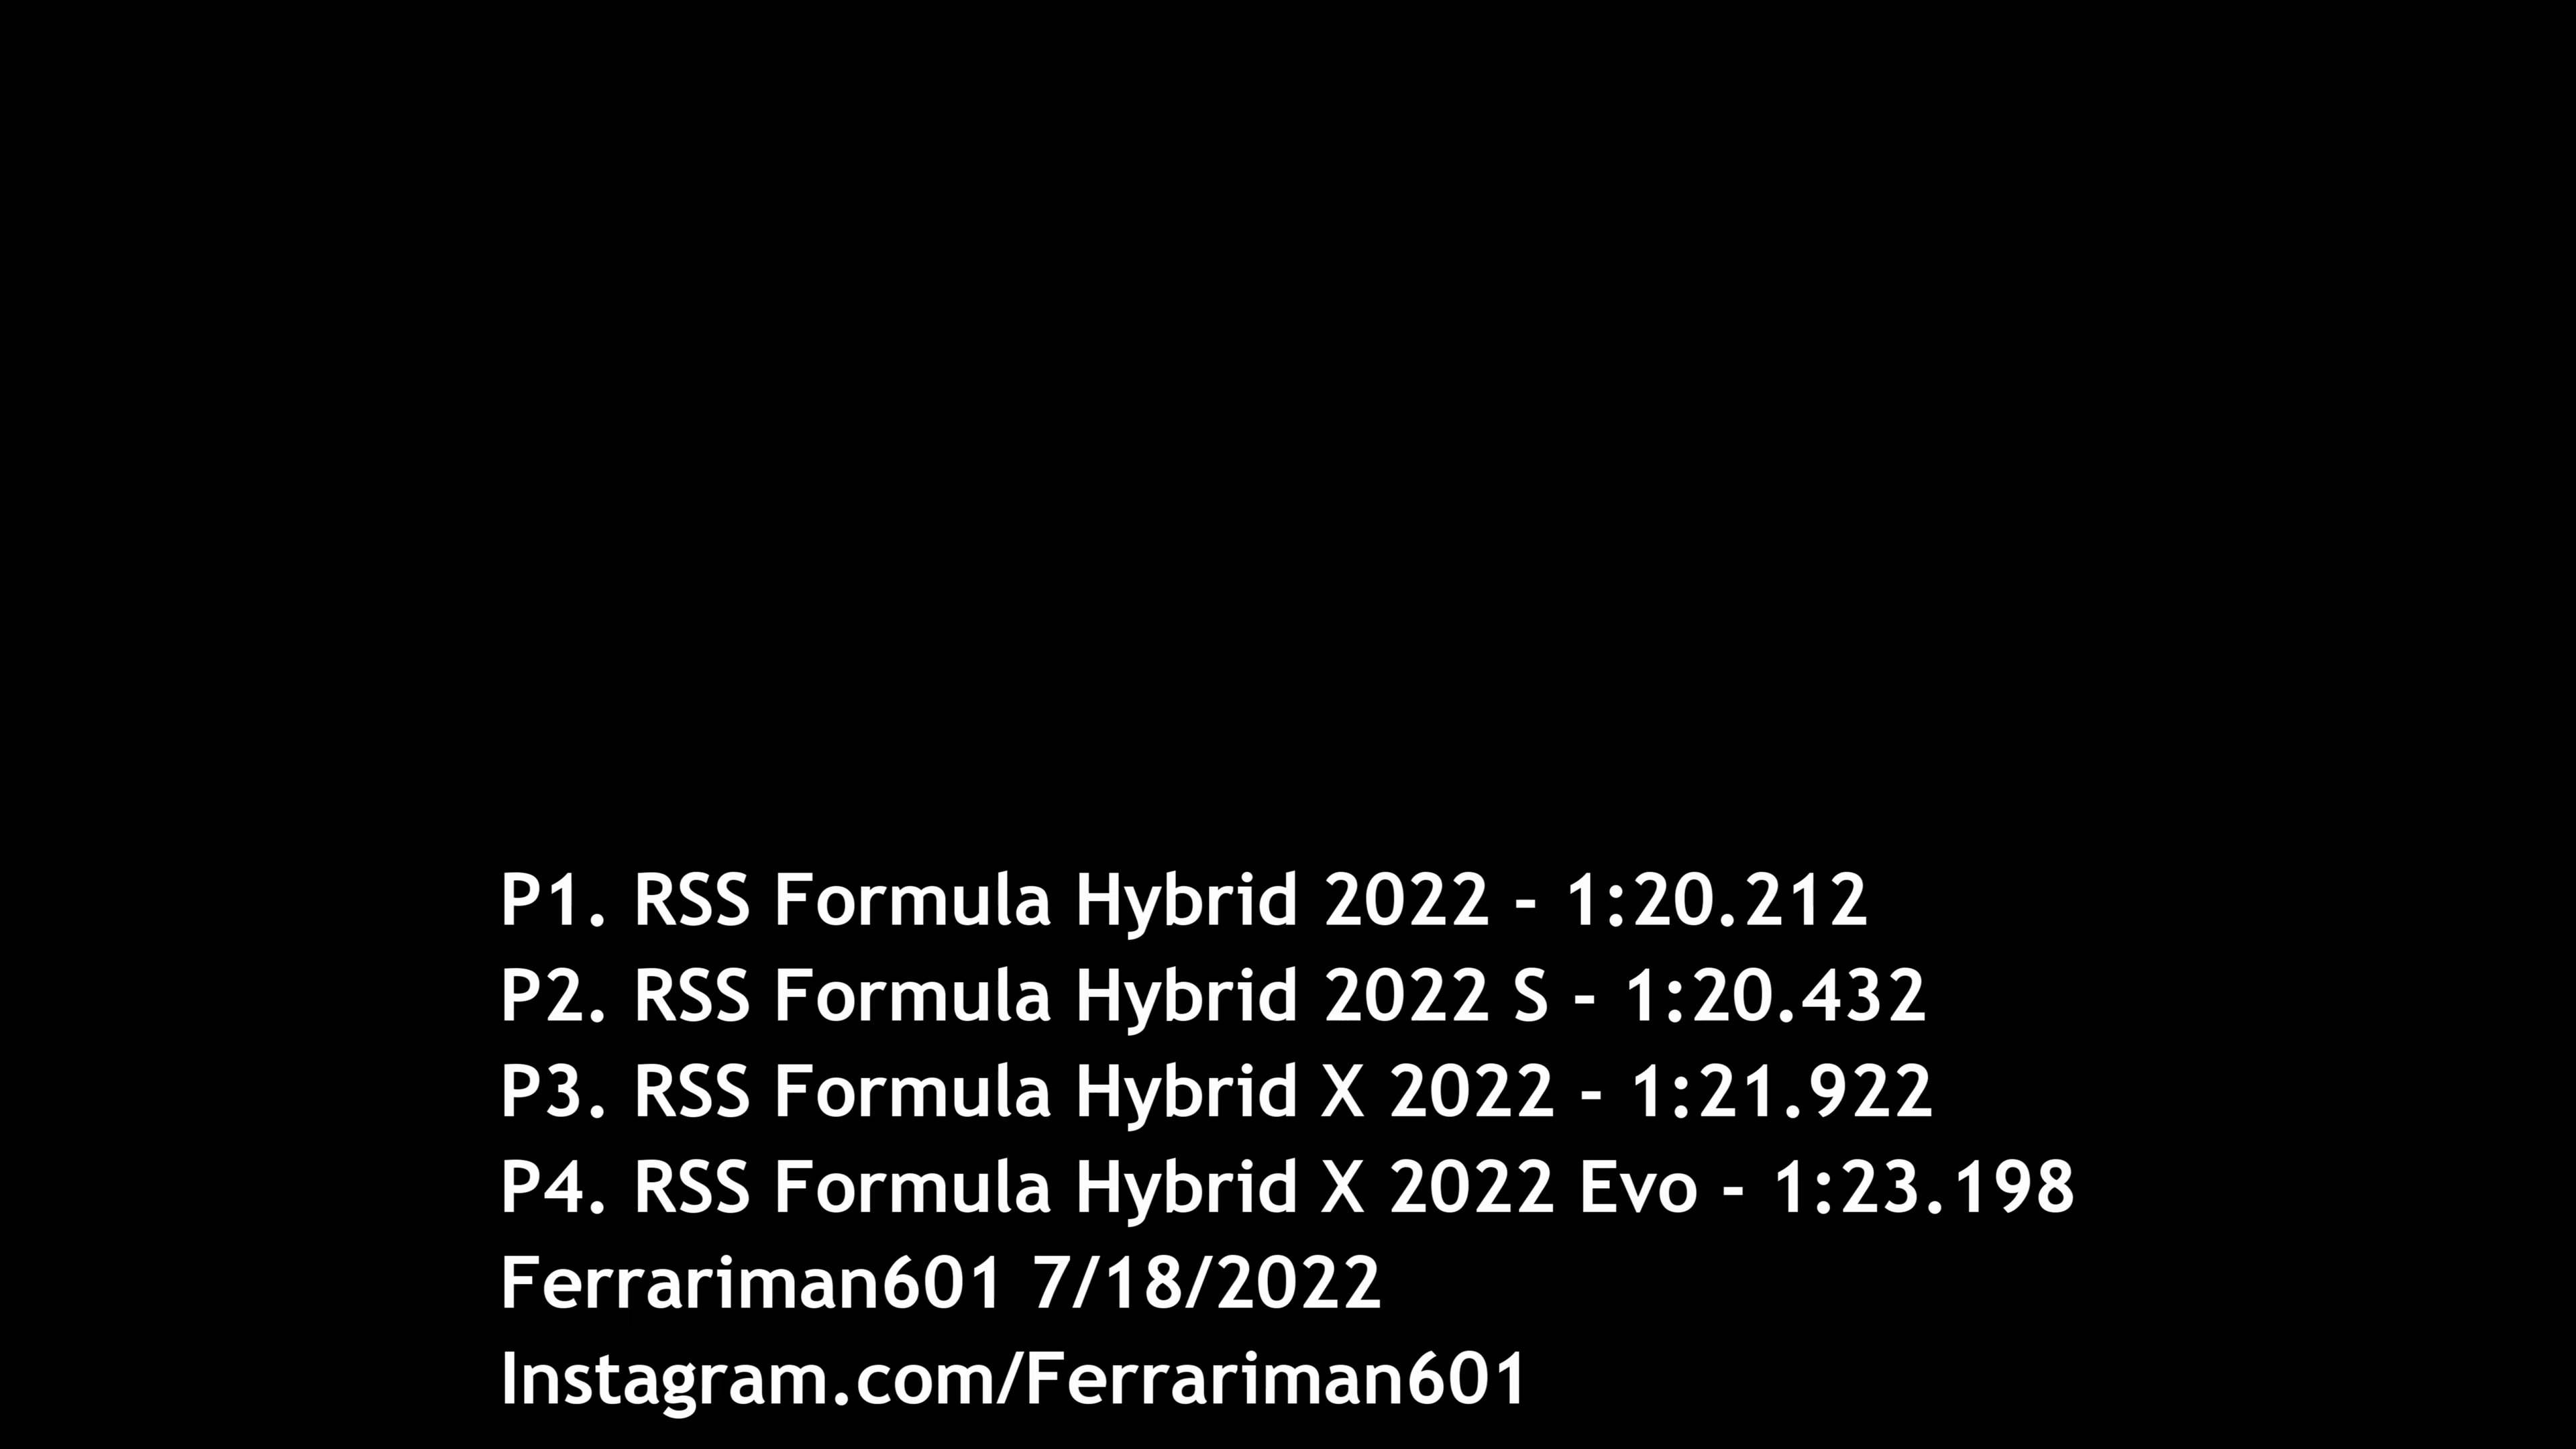 P1. RSS Formula Hybrid 2022 - 1:20.212
P2. RSS Formula Hybrid 2022 S - 1:20.432
P3. RSS Formula Hybrid X 2022 - 1:21.922
P4. RSS Formula Hybrid X 2022 Evo - 1:23.198
Ferrariman601 7/18/2022
Instagram.com/Ferrariman601